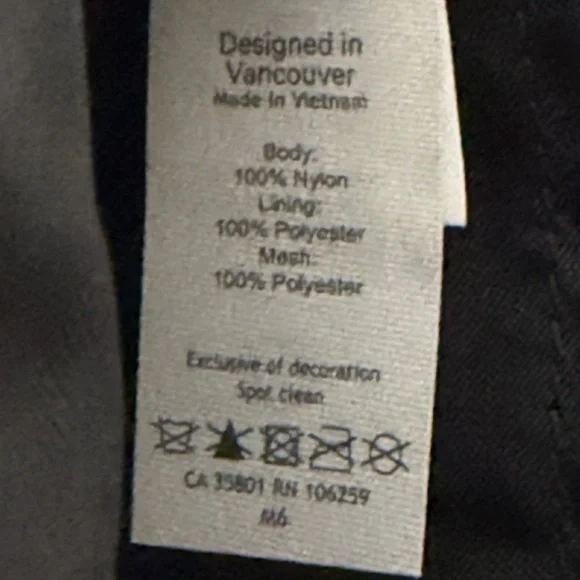 Designed in
Vancouver
Made in Vietnam
Body:
100% Nylon
Lining:
100% Polyester
Mesh:
100% Polyester
Exclusive of decoration
Spot clean
CA 35801 RN 106259
M6